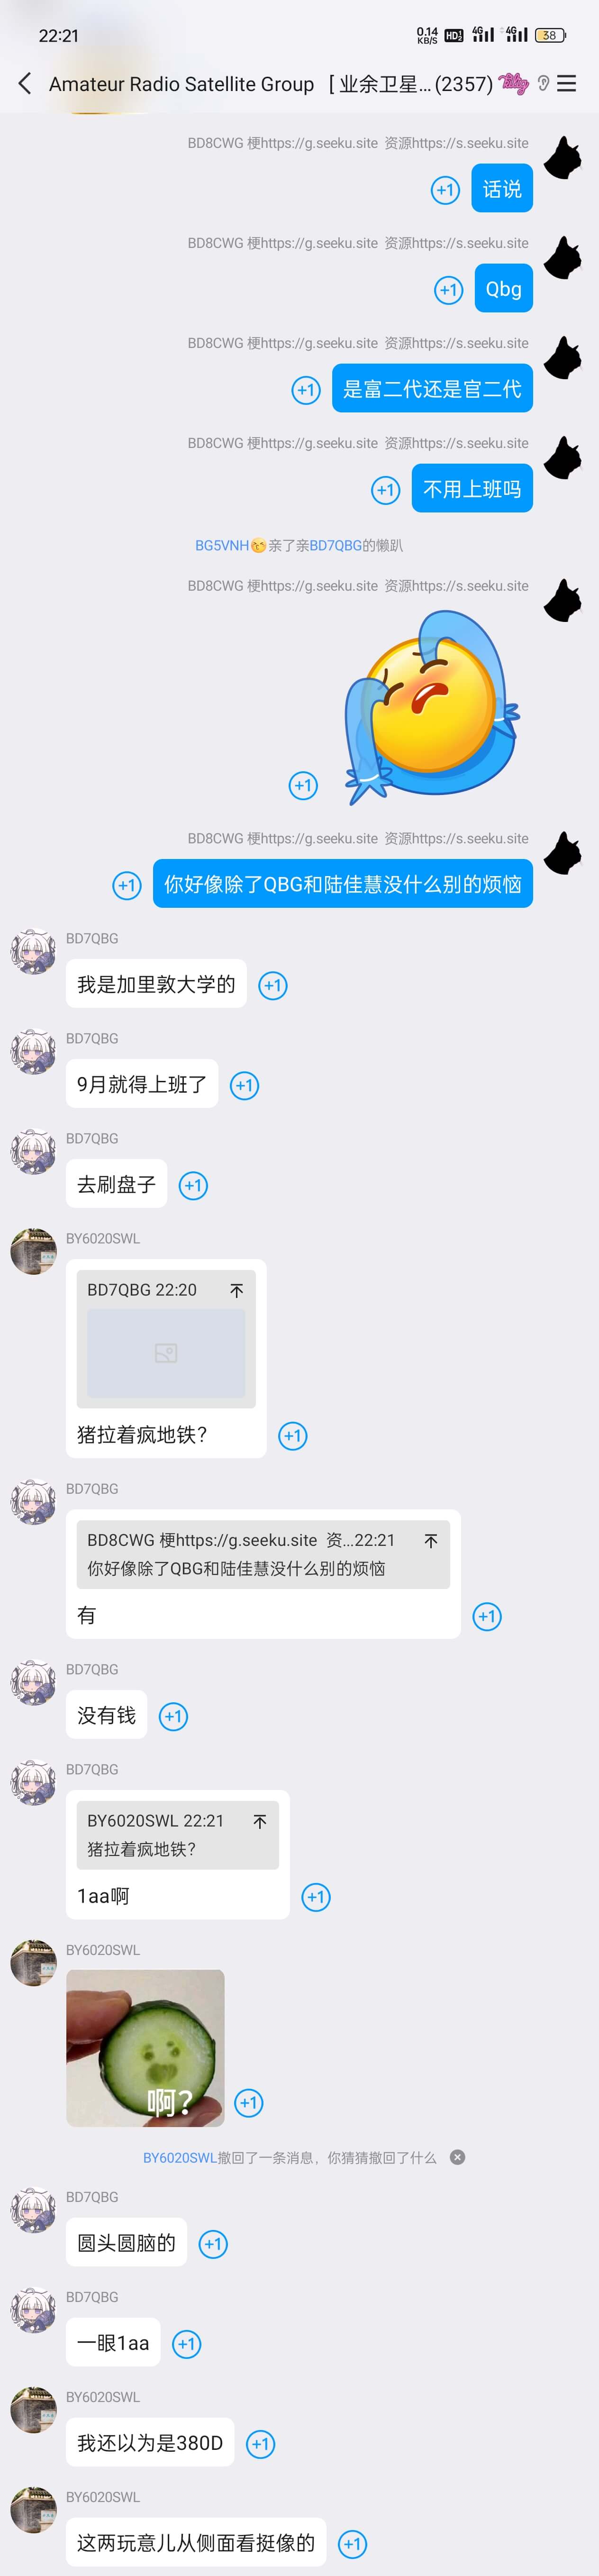 22:21
0.14 KB/S HD 4G 4G 38
Amateur Radio Satellite Group [业余卫星...(2357)
BD8CWG 梗https://g.seeku.site 资源https://s.seeku.site
+1 话说
BD8CWG 梗https://g.seeku.site 资源https://s.seeku.site
+1 Qbg
BD8CWG 梗https://g.seeku.site 资源https://s.seeku.site
+1 是富二代还是官二代
BD8CWG 梗https://g.seeku.site 资源https://s.seeku.site
+1 不用上班吗
BG5VNH亲了亲BD7QBG的懒趴
BD8CWG 梗https://g.seeku.site 资源https://s.seeku.site
+1
BD8CWG 梗https://g.seeku.site 资源https://s.seeku.site
+1 你好像除了QBG和陆佳慧没什么别的烦恼
BD7QBG
我是加里敦大学的 +1
BD7QBG
9月就得上班了 +1
BD7QBG
去刷盘子 +1
BY6020SWL
BD7QBG 22:20
猪拉着疯地铁? +1
BD7QBG
BD8CWG 梗https://g.seeku.site 资...22:21
你好像除了QBG和陆佳慧没什么别的烦恼
有 +1
BD7QBG
没有钱 +1
BD7QBG
BY6020SWL 22:21
猪拉着疯地铁?
1aa啊 +1
BY6020SWL
啊? +1
BY6020SWL撤回了一条消息，你猜猜撤回了什么
BD7QBG
圆头圆脑的 +1
BD7QBG
一眼1aa +1
BY6020SWL
我还以为是380D +1
BY6020SWL
这两玩意儿从侧面看挺像的 +1